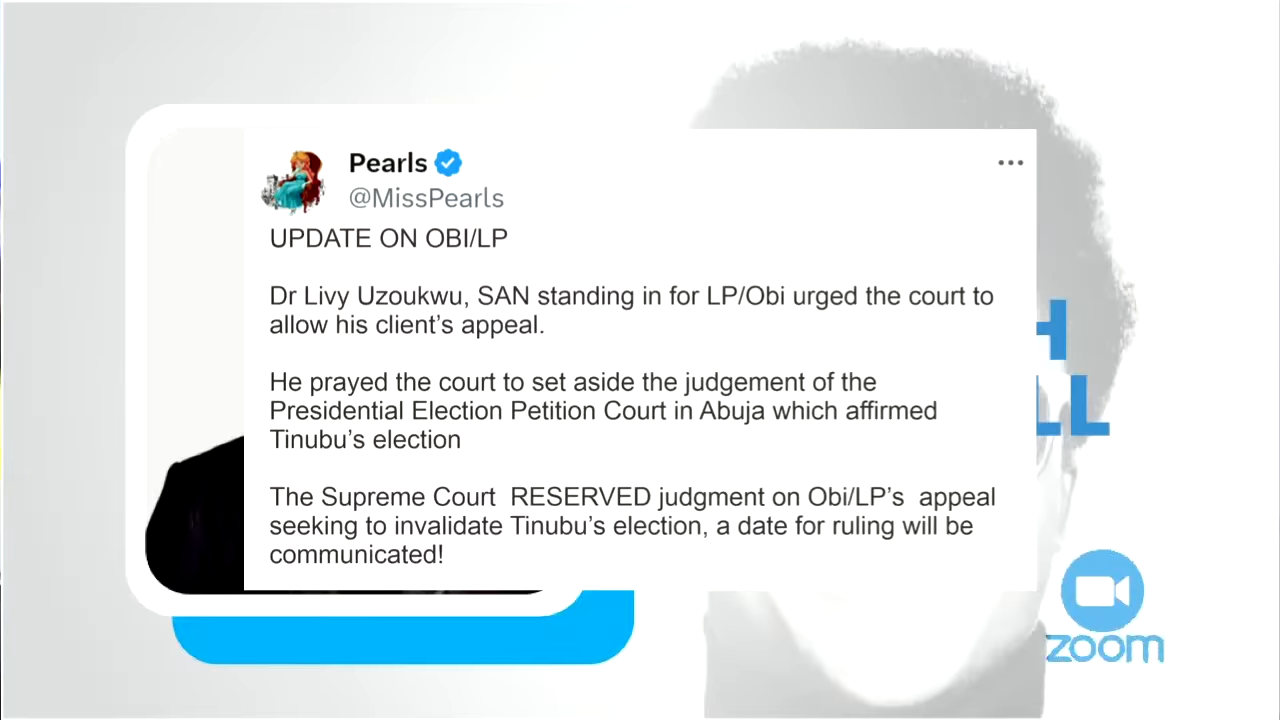 Pearls
@MissPearls
UPDATE ON OBI/LP
Dr Livy Uzoukwu, SAN standing in for LP/Obi urged the court to
allow his client’s appeal.
He prayed the court to set aside the judgement of the
Presidential Election Petition Court in Abuja which affirmed
Tinubu’s election
The Supreme Court  RESERVED judgment on Obi/LP’s  appeal
seeking to invalidate Tinubu’s election, a date for ruling will be
communicated!
zoom